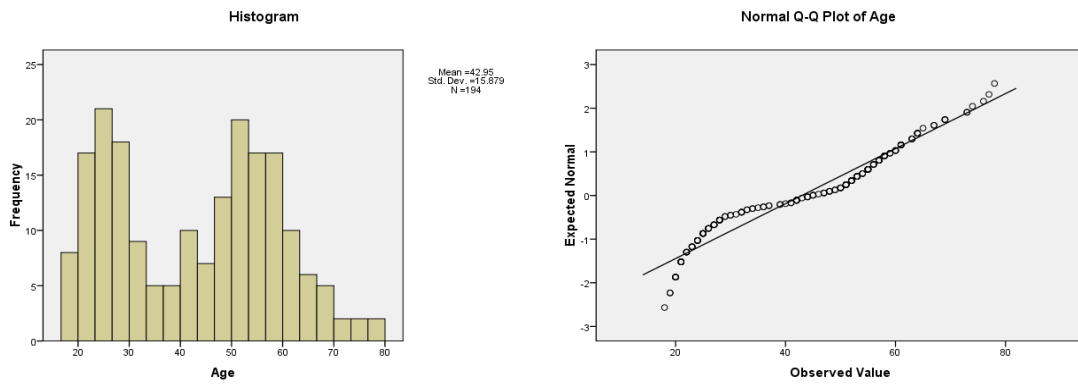 Histogram
25
20
15
10
5
0
Frequency
20 30 40 50 60 70 80
Age
Mean =42.95
Std. Dev. =15.879
N =194
Normal Q-Q Plot of Age
3
2
1
0
-1
-2
-3
Expected Normal
20 40 60 80
Observed Value